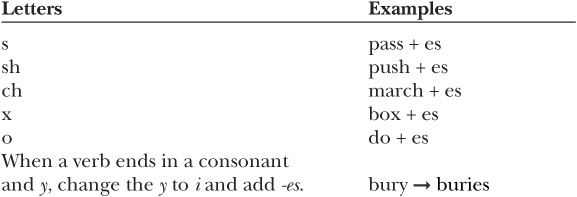 Letters Examples
s pass + es
sh push + es
ch march + es
x box + es
o do + es
When a verb ends in a consonant
and y, change the y to i and add -es. bury → buries